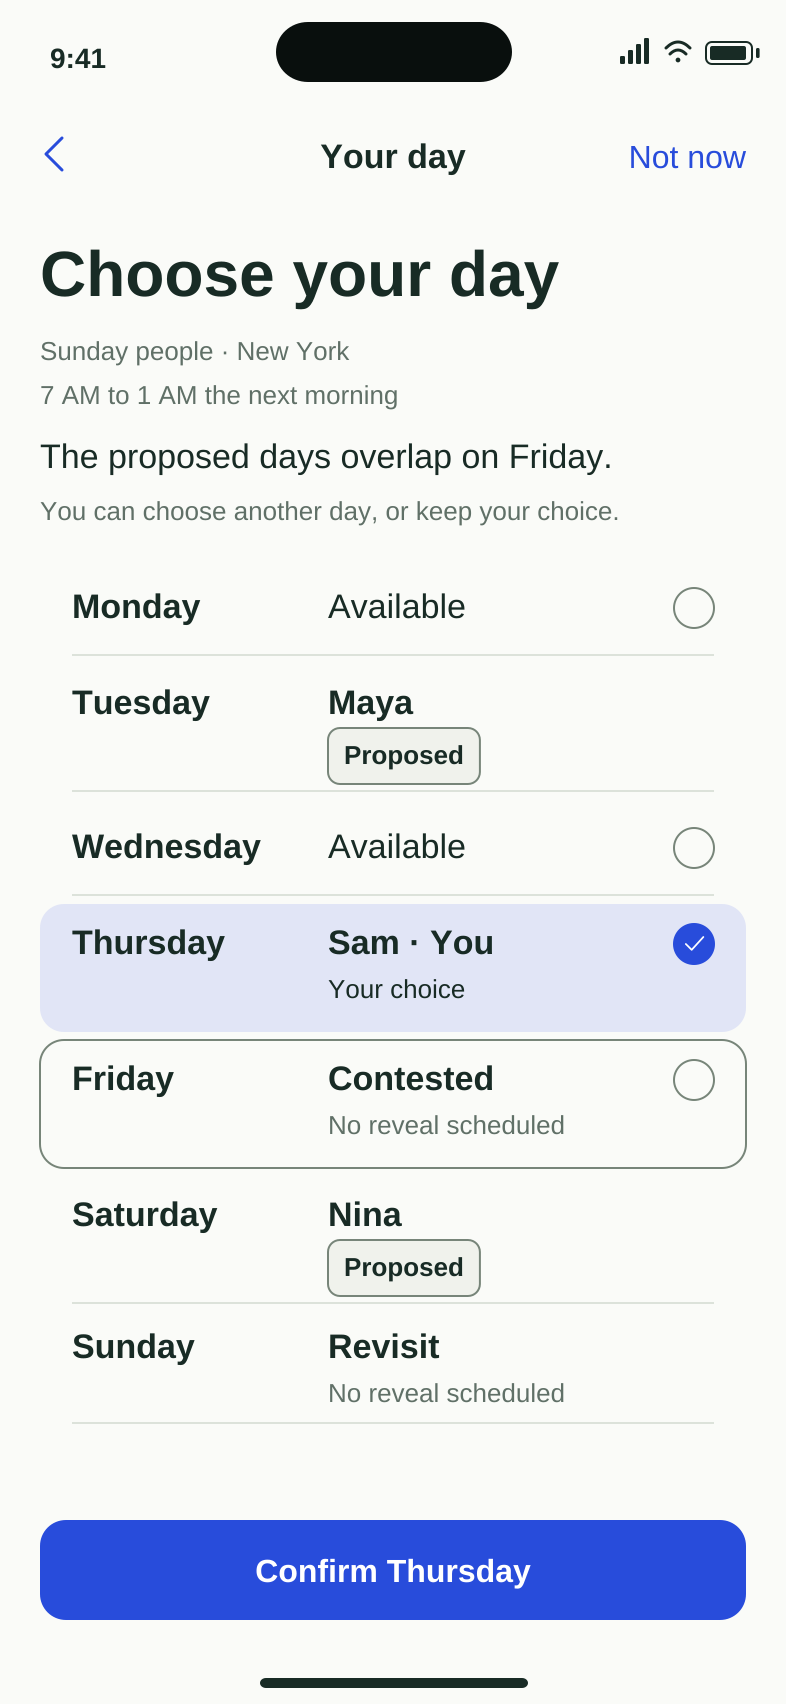 9:41
Your day
Not now
Choose your day
Sunday people · New York
7 AM to 1 AM the next morning
The proposed days overlap on Friday.
You can choose another day, or keep your choice.
Monday Available
Tuesday Maya
Proposed
Wednesday Available
Thursday Sam · You
Your choice
Friday Contested
No reveal scheduled
Saturday Nina
Proposed
Sunday Revisit
No reveal scheduled
Confirm Thursday